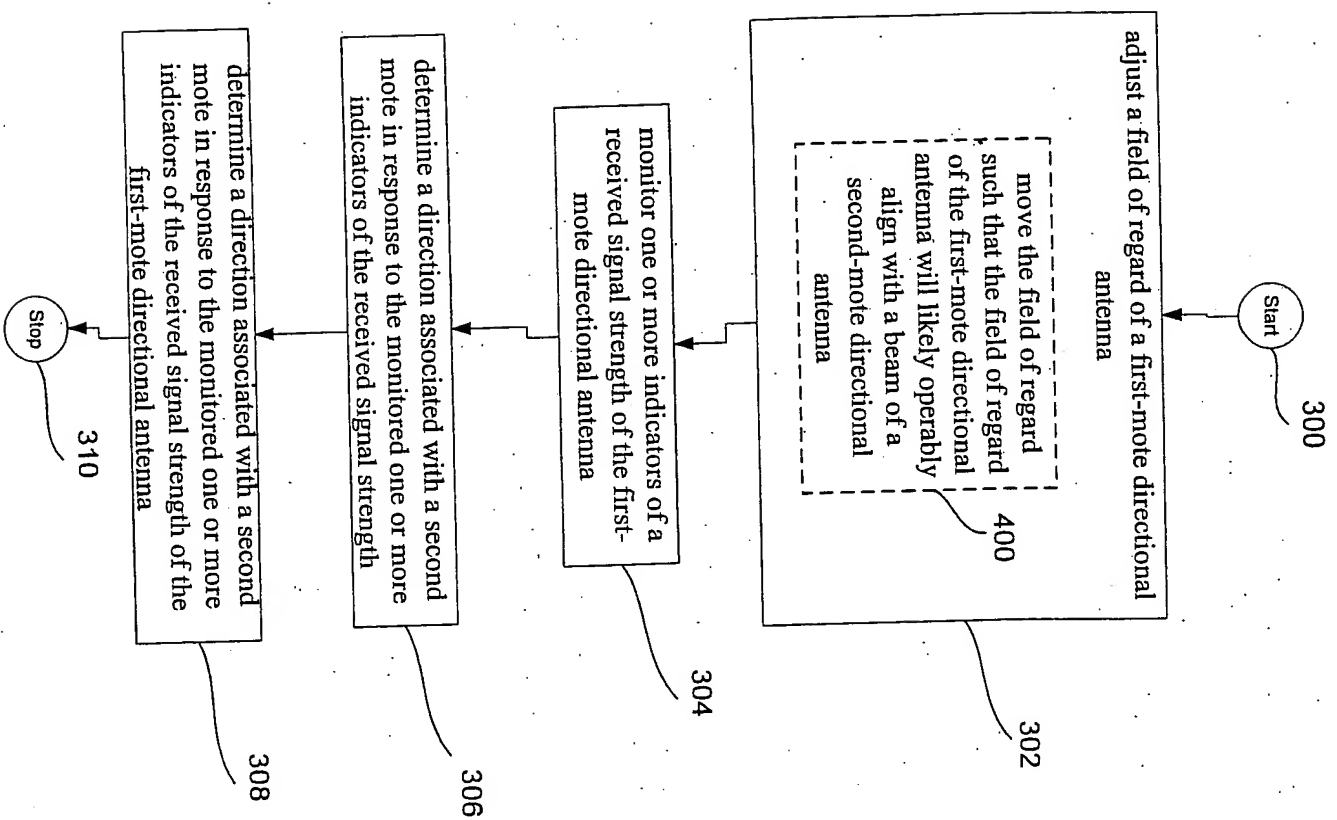 Start
300
adjust a field of regard of a first-mote directional
antenna
move the field of regard
such that the field of regard
of the first-mote directional
antenna will likely operably
align with a beam of a
second-mote directional
antenna
400
302
monitor one or more indicators of a
received signal strength of the first-
mote directional antenna
304
determine a direction associated with a second
mote in response to the monitored one or more
indicators of the received signal strength
306
determine a direction associated with a second
mote in response to the monitored one or more
indicators of the received signal strength of the
first-mote directional antenna
308
Stop
310